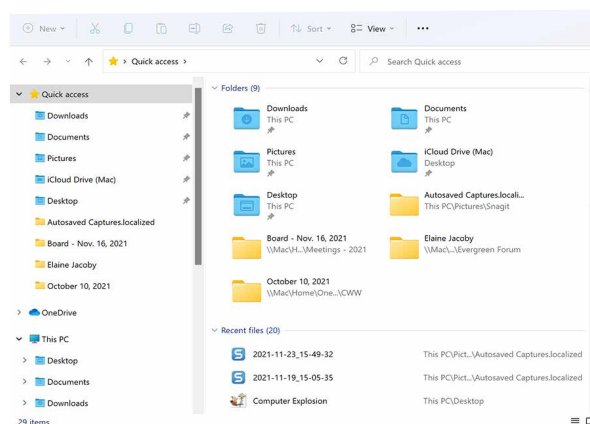 New
Sort
View
Quick access
Search Quick access
Quick access
Downloads
Documents
Pictures
iCloud Drive (Mac)
Desktop
Autosaved Captures.localized
Board - Nov. 16, 2021
Elaine Jacoby
October 10, 2021
OneDrive
This PC
Desktop
Documents
Downloads
29 items
Folders (9)
Downloads
This PC
Documents
This PC
Pictures
This PC
iCloud Drive (Mac)
Desktop
Desktop
This PC
Autosaved Captures.locali...
This PC\Pictures\Snagit
Board - Nov. 16, 2021
\\Mac\H...\Meetings - 2021
Elaine Jacoby
\\Mac\...\Evergreen Forum
October 10, 2021
\\Mac\Home\One...\CWW
Recent files (20)
2021-11-23_15-49-32 This PC\Pict...\Autosaved Captures.localized
2021-11-19_15-05-35 This PC\Pict...\Autosaved Captures.localized
Computer Explosion This PC\Desktop